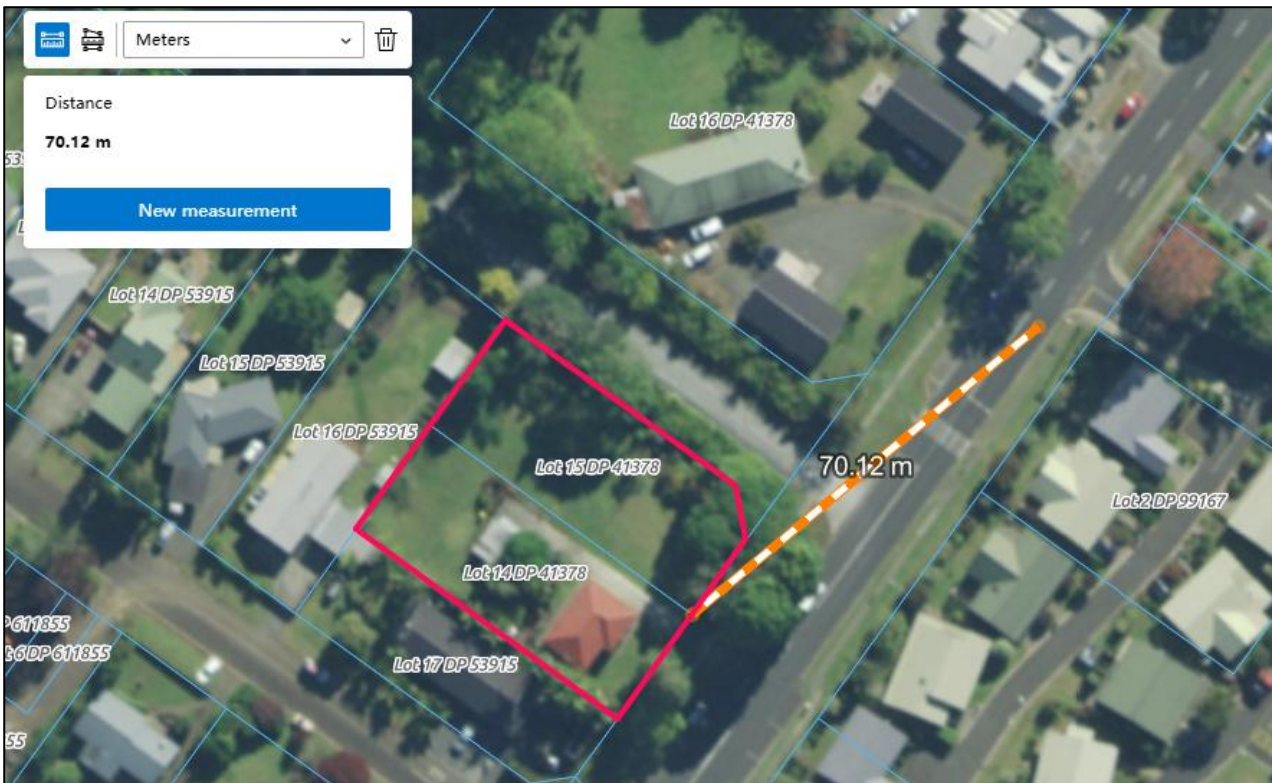 Meters
Distance
70.12 m
New measurement
Lot 16 DP 41378
Lot 14 DP 53915
Lot 15 DP 53915
Lot 16 DP 53915
Lot 15 DP 41378
70.12 m
Lot 2 DP 99167
Lot 14 DP 41378
P 611855
t 6 DP 611855
Lot 17 DP 53915
55